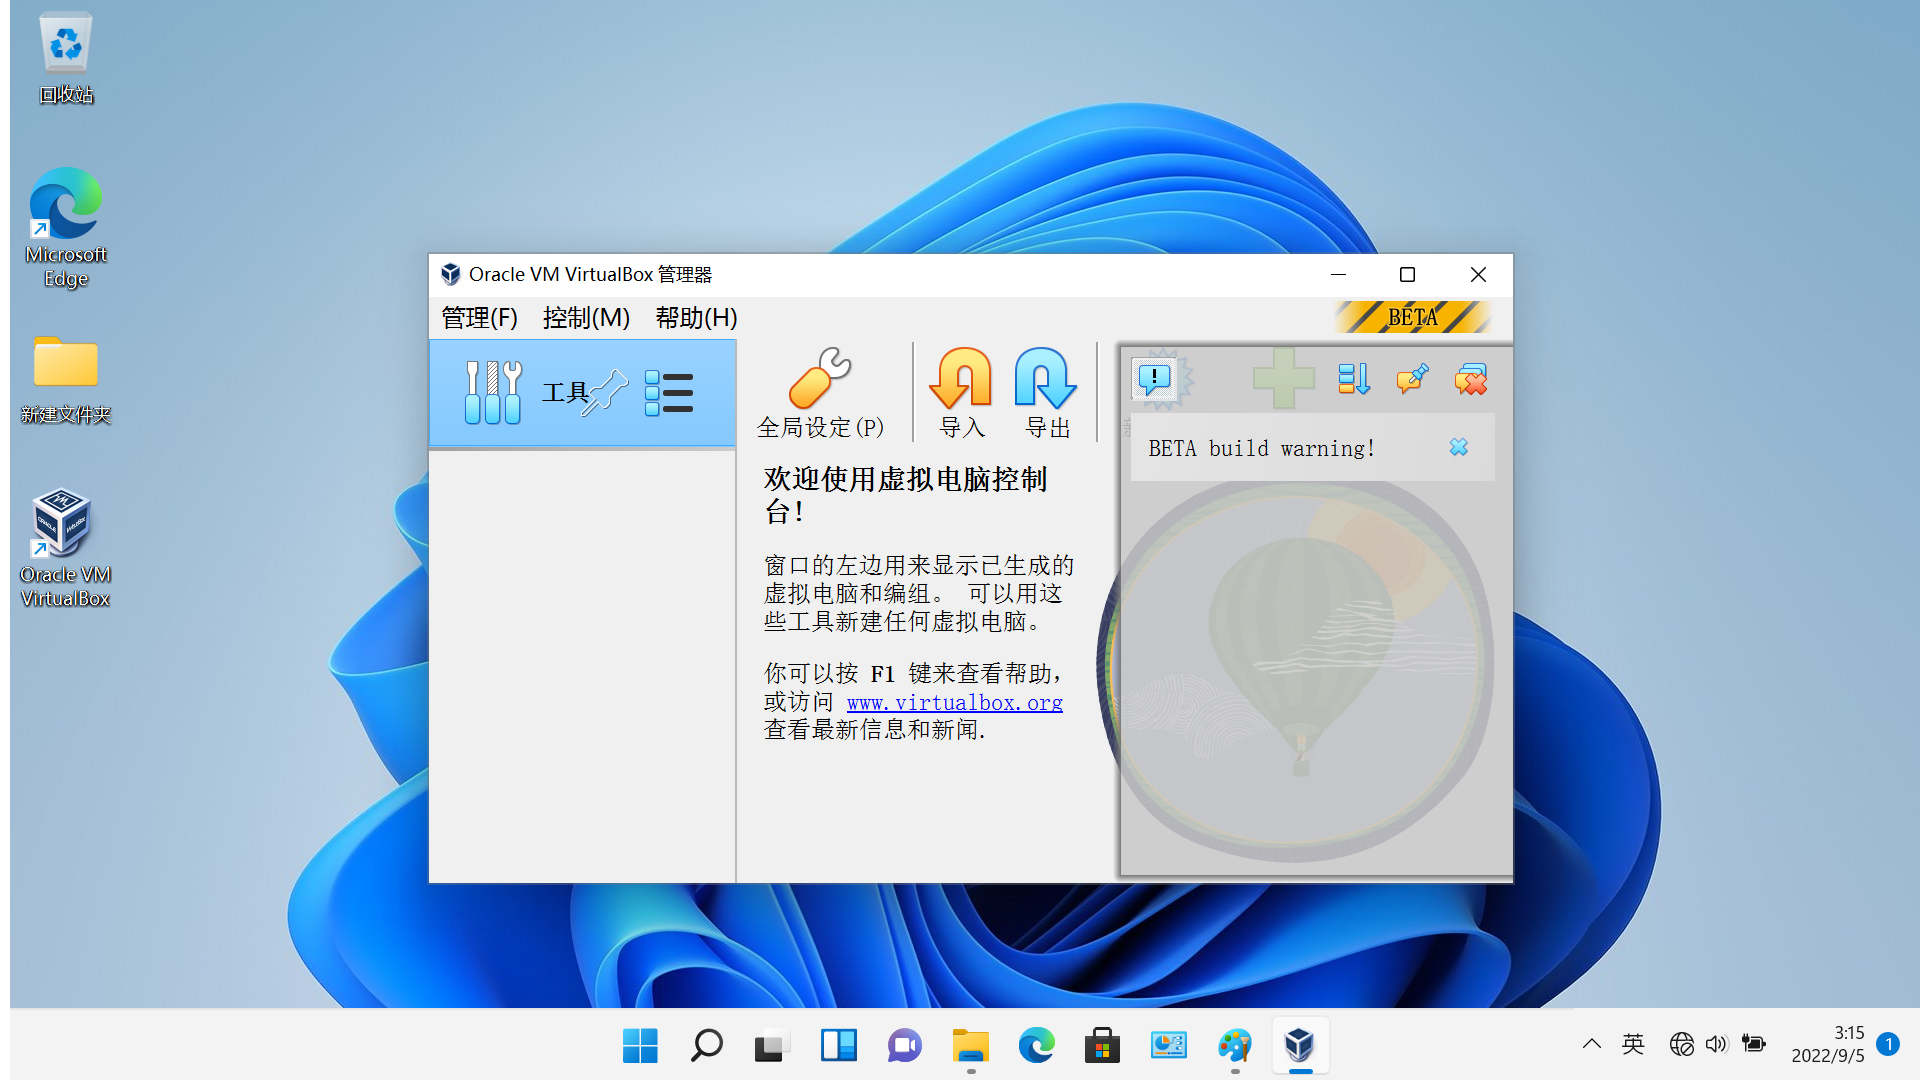 回收站
Microsoft
Edge
新建文件夹
Oracle VM
VirtualBox
Oracle VM VirtualBox 管理器
管理(F) 控制(M) 帮助(H)
BETA
工具
全局设定(P)
导入
导出
BETA build warning!
欢迎使用虚拟电脑控制
台!
窗口的左边用来显示已生成的
虚拟电脑和编组。 可以用这
些工具新建任何虚拟电脑。
你可以按 F1 键来查看帮助,
或访问 www.virtualbox.org
查看最新信息和新闻.
英
3:15
2022/9/5
1